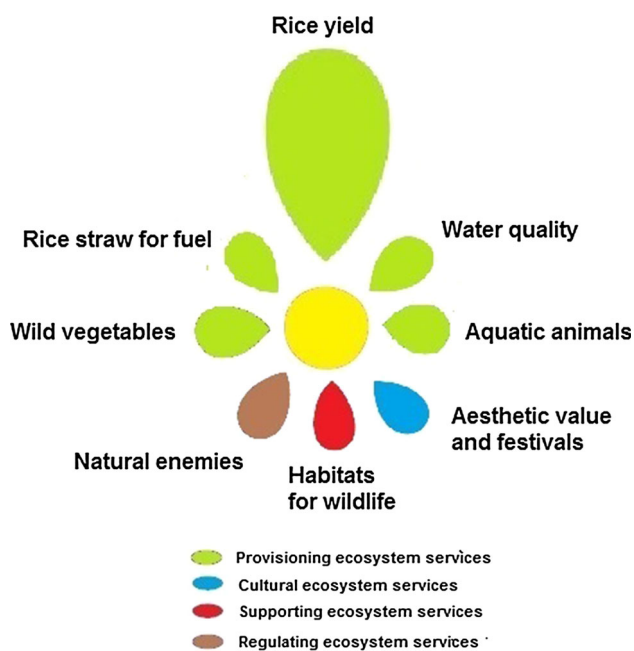 Rice yield
Rice straw for fuel
Water quality
Wild vegetables
Aquatic animals
Natural enemies
Habitats
for wildlife
Aesthetic value
and festivals
Provisioning ecosystem services
Cultural ecosystem services
Supporting ecosystem services
Regulating ecosystem services